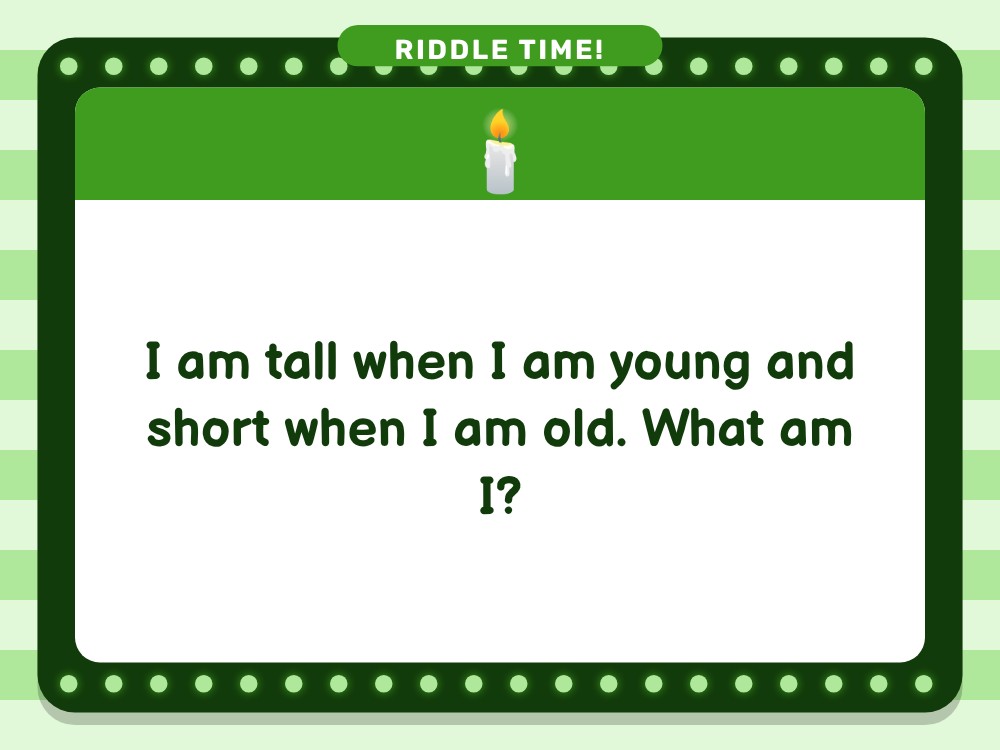 RIDDLE TIME!
I am tall when I am young and
short when I am old. What am
I?